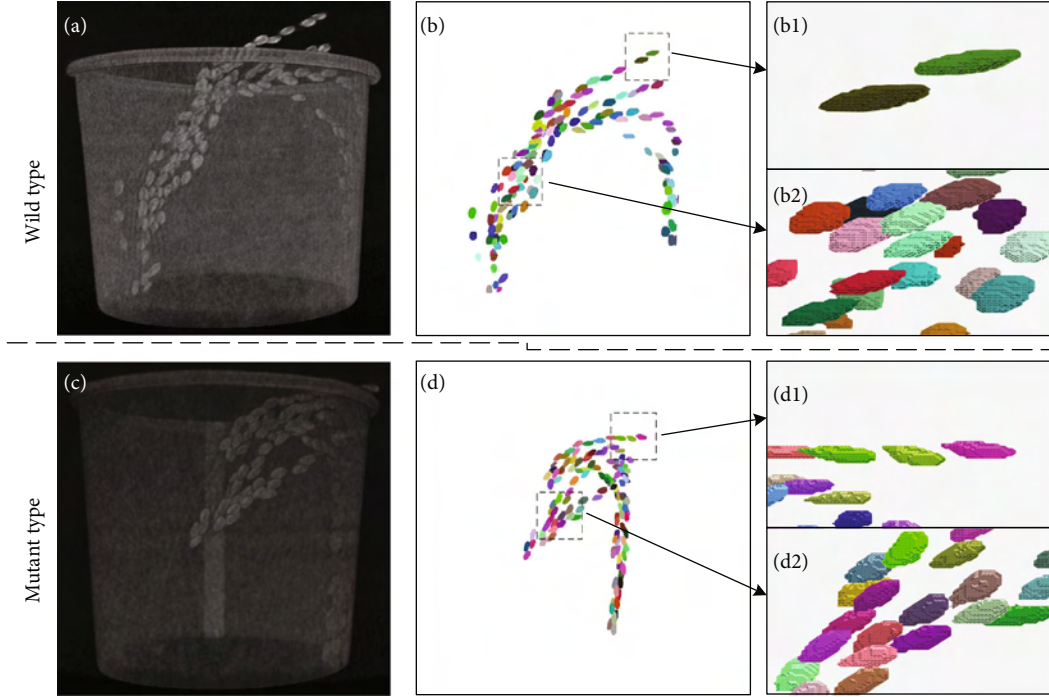 (a)
(b)
(b1)
(b2)
Wild type
(c)
(d)
(d1)
(d2)
Mutant type